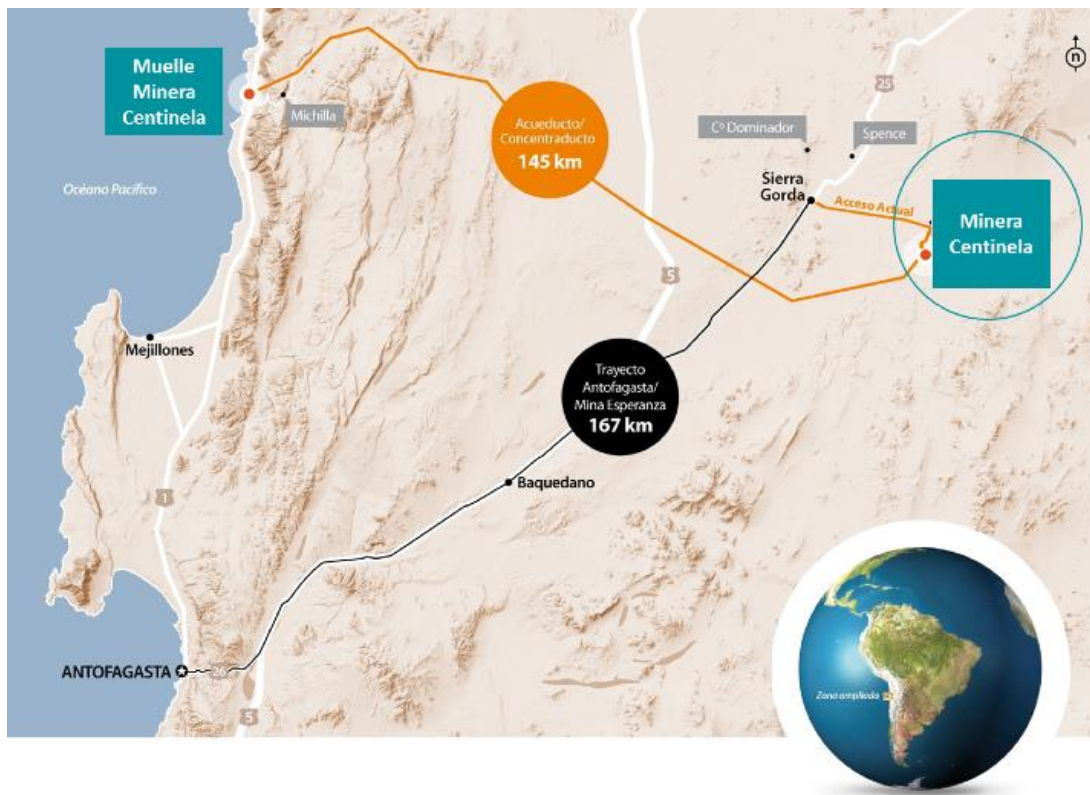 Muelle
Minera
Centinela
Michilla
n
25
Acueducto/
Concentraducto
145 km
Cº Dominador
Spence
Océano Pacífico
Sierra
Gorda
Acceso Actual
Minera
Centinela
5
Mejillones
Trayecto
Antofagasta/
Mina Esperanza
167 km
Baquedano
1
ANTOFAGASTA
26
5
Zona ampliada